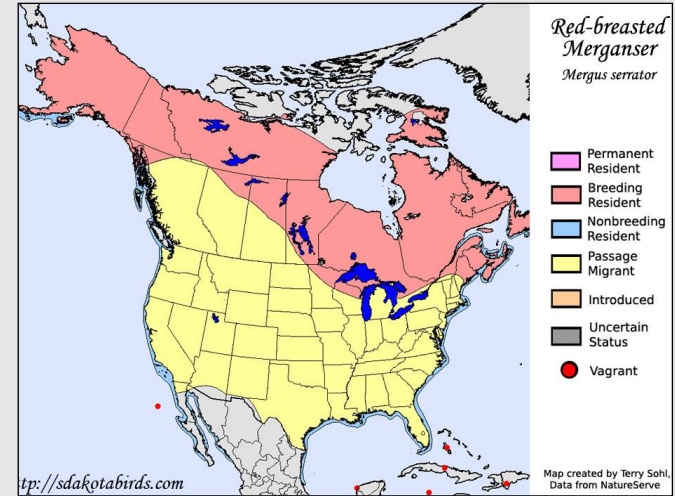 Red-breasted
Merganser
Mergus serrator
Permanent
Resident
Breeding
Resident
Nonbreeding
Resident
Passage
Migrant
Introduced
Uncertain
Status
Vagrant
Map created by Terry Sohl,
Data from NatureServe
tp://sdakotabirds.com